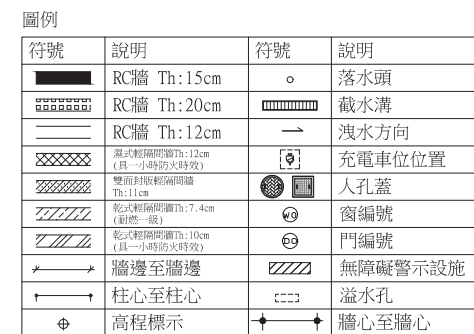 圖例
符號 說明 符號 說明
RC牆 Th:15cm 落水頭
RC牆 Th:20cm 截水溝
RC牆 Th:12cm 洩水方向
濕式輕隔間牆Th:12cm
(具一小時防火時效)
充電車位位置
雙面封版輕隔間牆
Th:11cm
人孔蓋
乾式輕隔間牆Th:7.4cm
(耐燃一級)
W0 窗編號
乾式輕隔間牆Th:10cm
(具一小時防火時效)
D0 門編號
牆邊至牆邊 無障礙警示設施
柱心至柱心 溢水孔
高程標示 牆心至牆心